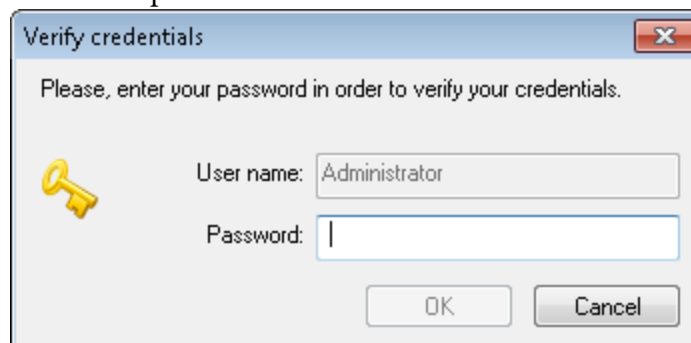 Verify credentials
Please, enter your password in order to verify your credentials.
User name: Administrator
Password:
OK Cancel